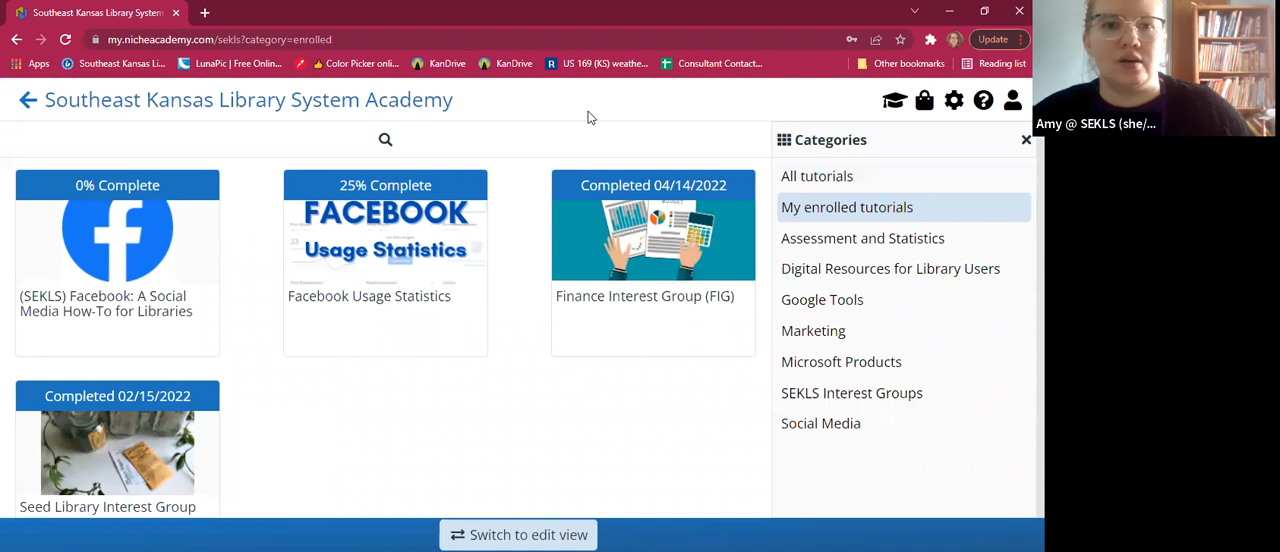 Southeast Kansas Library System
my.nicheacademy.com/sekls?category=enrolled
Update
Apps
Southeast Kansas Li...
LunaPic | Free Onlin...
Color Picker onli...
KanDrive
KanDrive
US 169 (KS) weathe...
Consultant Contact...
Other bookmarks
Reading list
Southeast Kansas Library System Academy
Amy @ SEKLS (she/...
Categories
0% Complete
25% Complete
Completed 04/14/2022
FACEBOOK
Usage Statistics
(SEKLS) Facebook: A Social
Media How-To for Libraries
Facebook Usage Statistics
Finance Interest Group (FIG)
Completed 02/15/2022
Seed Library Interest Group
All tutorials
My enrolled tutorials
Assessment and Statistics
Digital Resources for Library Users
Google Tools
Marketing
Microsoft Products
SEKLS Interest Groups
Social Media
Switch to edit view